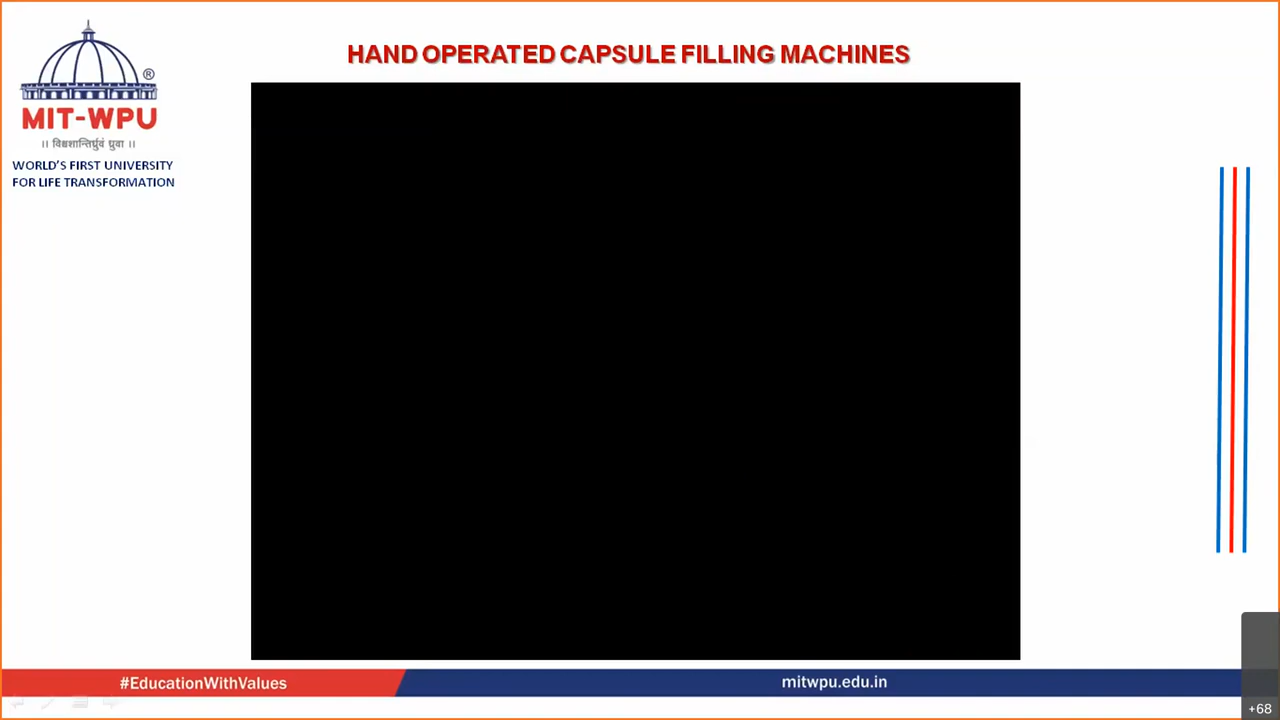 HAND OPERATED CAPSULE FILLING MACHINES
®
MIT-WPU
।। विश्वशान्तिर्ध्रुवं ध्रुवा ।।
WORLD'S FIRST UNIVERSITY
FOR LIFE TRANSFORMATION
#EducationWithValues
mitwpu.edu.in
+68